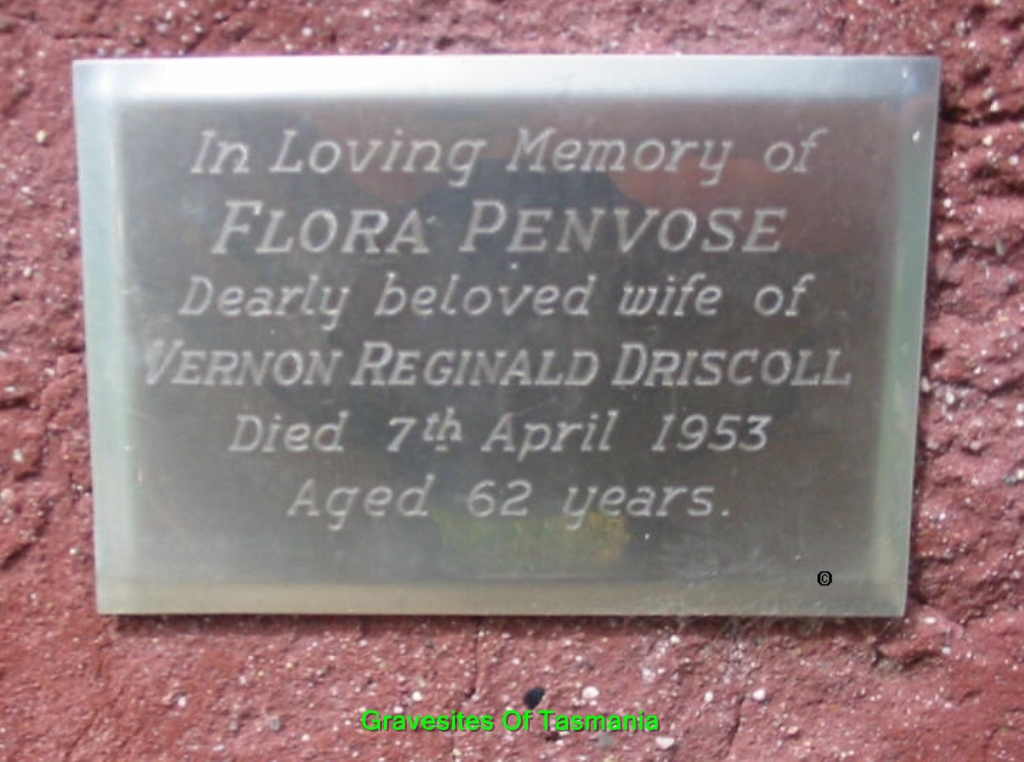 In Loving Memory of
FLORA PENVOSE
Dearly beloved wife of
VERNON REGINALD DRISCOLL
Died 7th April 1953
Aged 62 years.
©
Gravesites Of Tasmania